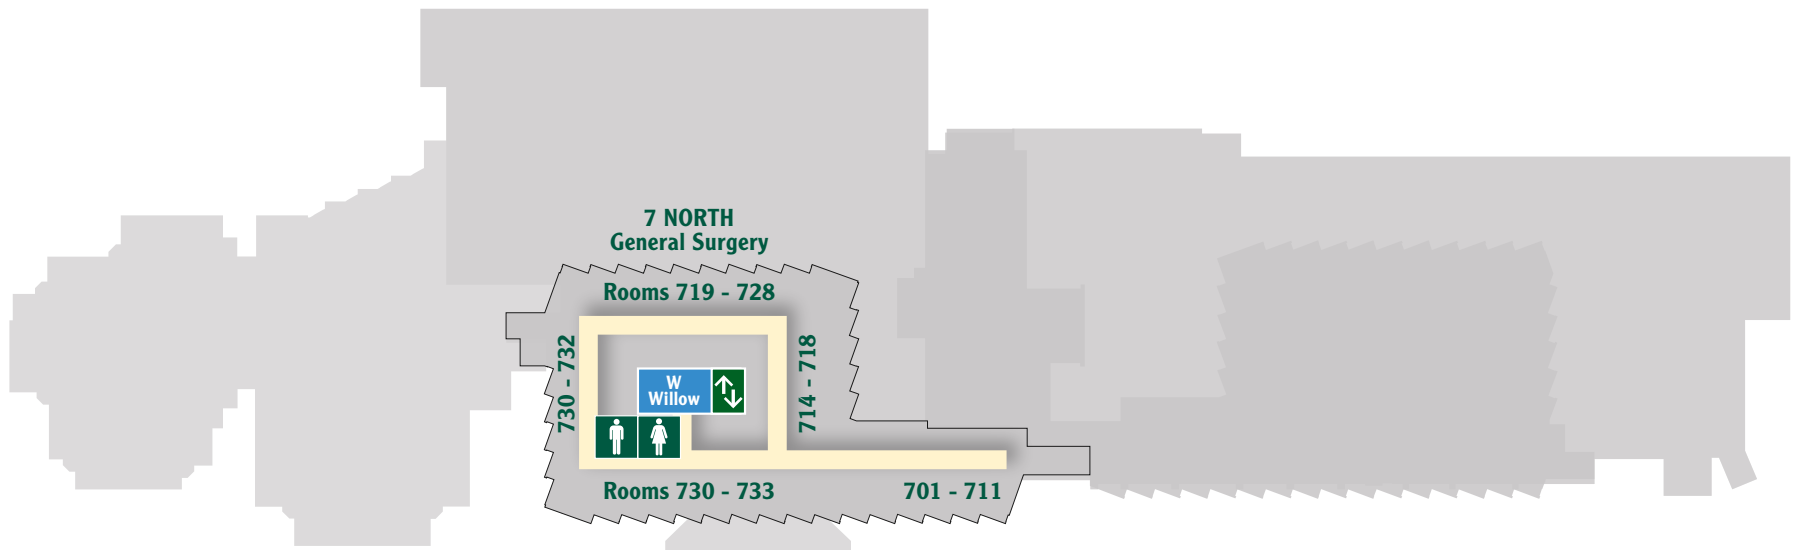 7 NORTH
General Surgery
Rooms 719 - 728
730 - 732
714 - 718
W
Willow
Rooms 730 - 733
701 - 711